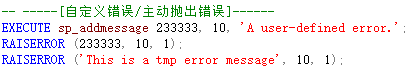 -- -----[自定义错误/主动抛出错误]------
EXECUTE sp_addmessage 233333, 10, 'A user-defined error.';
RAISERROR (233333, 10, 1);
RAISERROR ('This is a tmp error message', 10, 1);